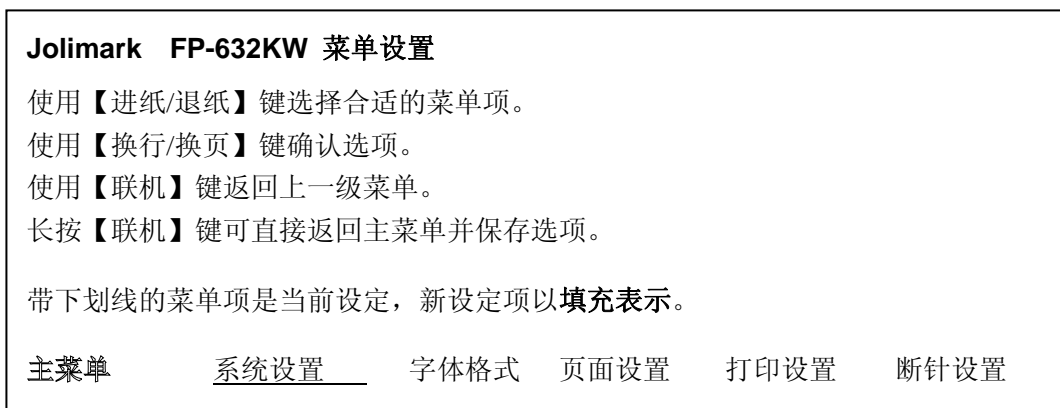 Jolimark FP-632KW 菜单设置
使用【进纸/退纸】键选择合适的菜单项。
使用【换行/换页】键确认选项。
使用【联机】键返回上一级菜单。
长按【联机】键可直接返回主菜单并保存选项。
带下划线的菜单项是当前设定，新设定项以填充表示。
主菜单 系统设置 字体格式 页面设置 打印设置 断针设置